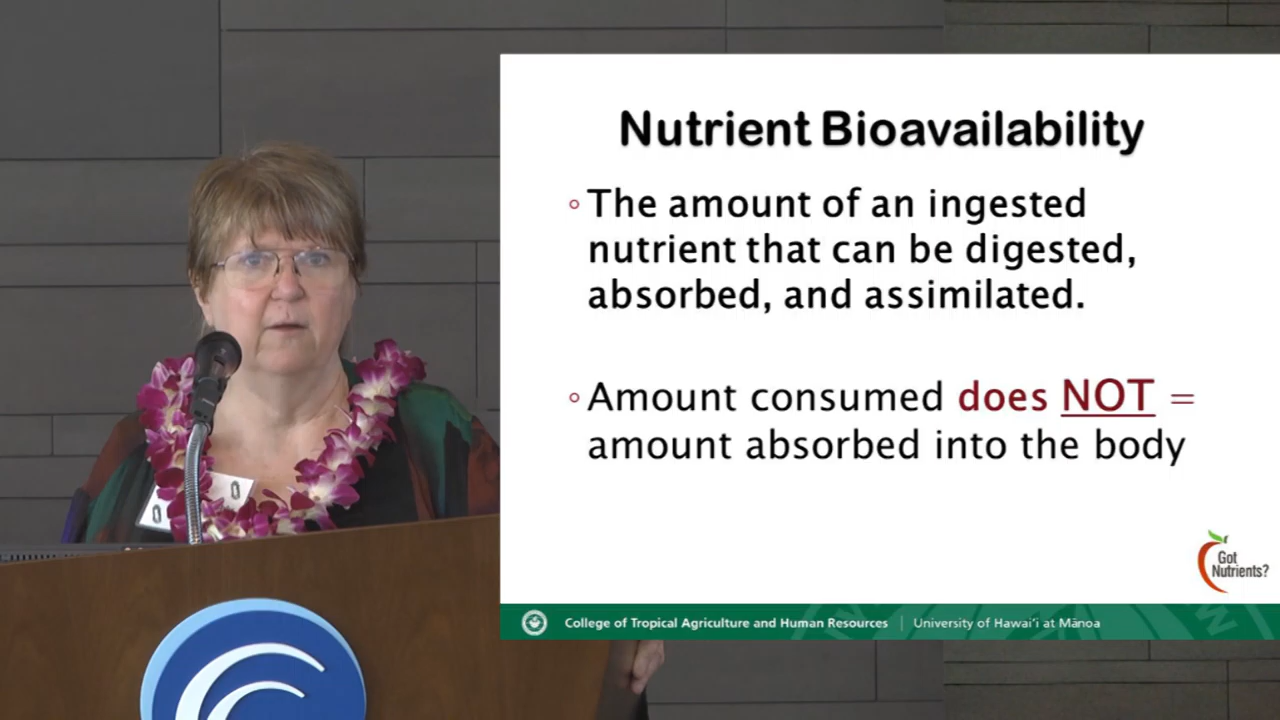 Nutrient Bioavailability
◦ The amount of an ingested
nutrient that can be digested,
absorbed, and assimilated.
◦ Amount consumed does NOT =
amount absorbed into the body
Got
Nutrients?
College of Tropical Agriculture and Human Resources | University of Hawai‘i at Mānoa